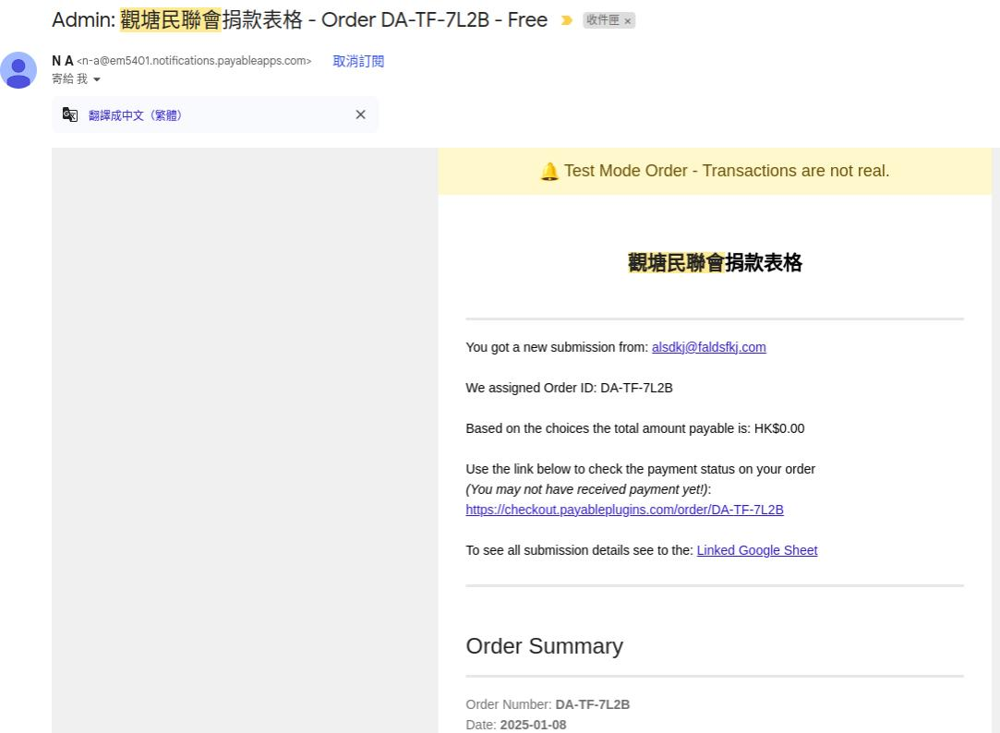 Admin: 觀塘民聯會捐款表格 - Order DA-TF-7L2B - Free 收件匣 ×
N A <n-a@em5401.notifications.payableapps.com> 取消訂閱
寄給 我
翻譯成中文（繁體）
🔔 Test Mode Order - Transactions are not real.
觀塘民聯會捐款表格
You got a new submission from: alsdkj@faldsfkj.com
We assigned Order ID: DA-TF-7L2B
Based on the choices the total amount payable is: HK$0.00
Use the link below to check the payment status on your order
(You may not have received payment yet!):
https://checkout.payableplugins.com/order/DA-TF-7L2B
To see all submission details see to the: Linked Google Sheet
Order Summary
Order Number: DA-TF-7L2B
Date: 2025-01-08